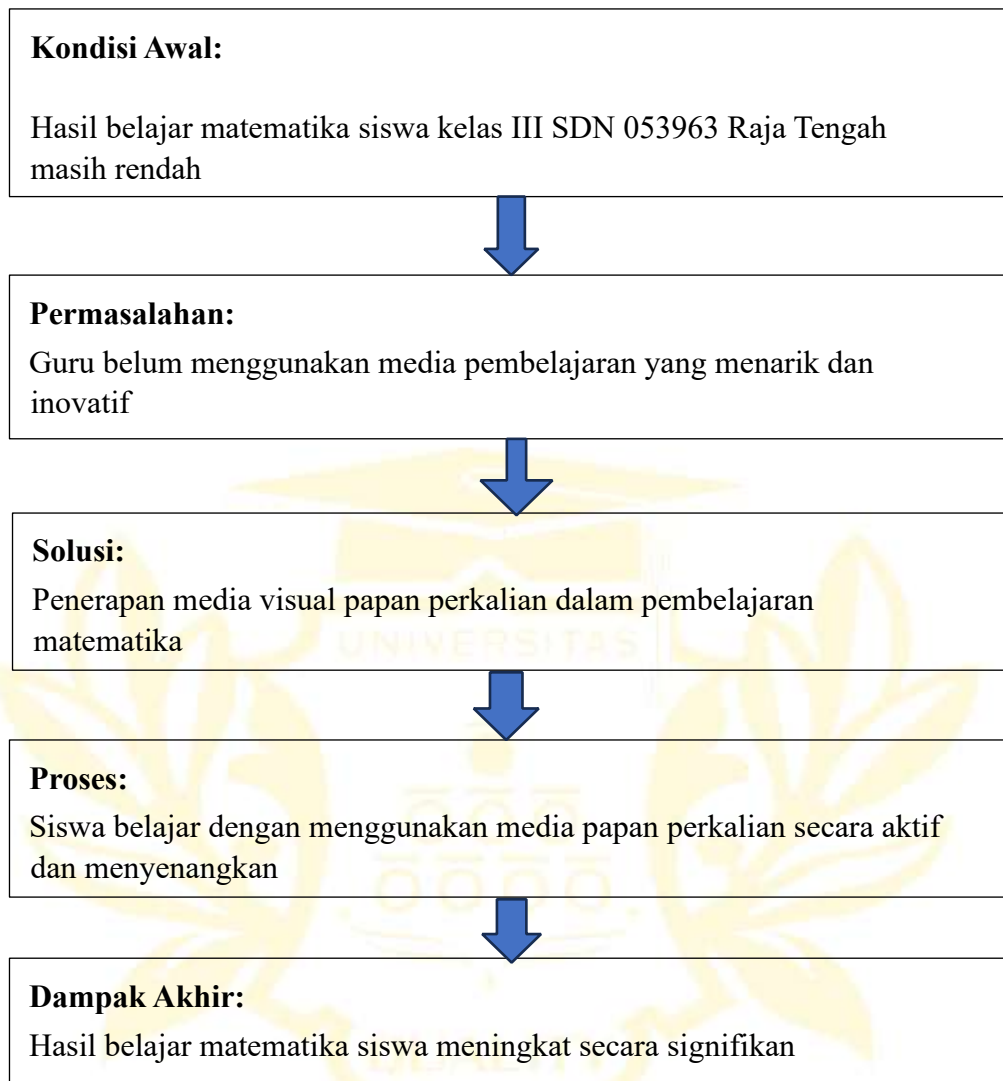 Kondisi Awal:
Hasil belajar matematika siswa kelas III SDN 053963 Raja Tengah
masih rendah
Permasalahan:
Guru belum menggunakan media pembelajaran yang menarik dan
inovatif
Solusi:
Penerapan media visual papan perkalian dalam pembelajaran
matematika
UNIVERSITAS
Proses:
Siswa belajar dengan menggunakan media papan perkalian secara aktif
dan menyenangkan
Dampak Akhir:
Hasil belajar matematika siswa meningkat secara signifikan
QUALITY